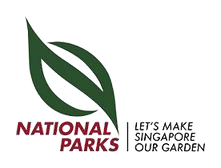 NATIONAL
PARKS
LET'S MAKE
SINGAPORE
OUR GARDEN